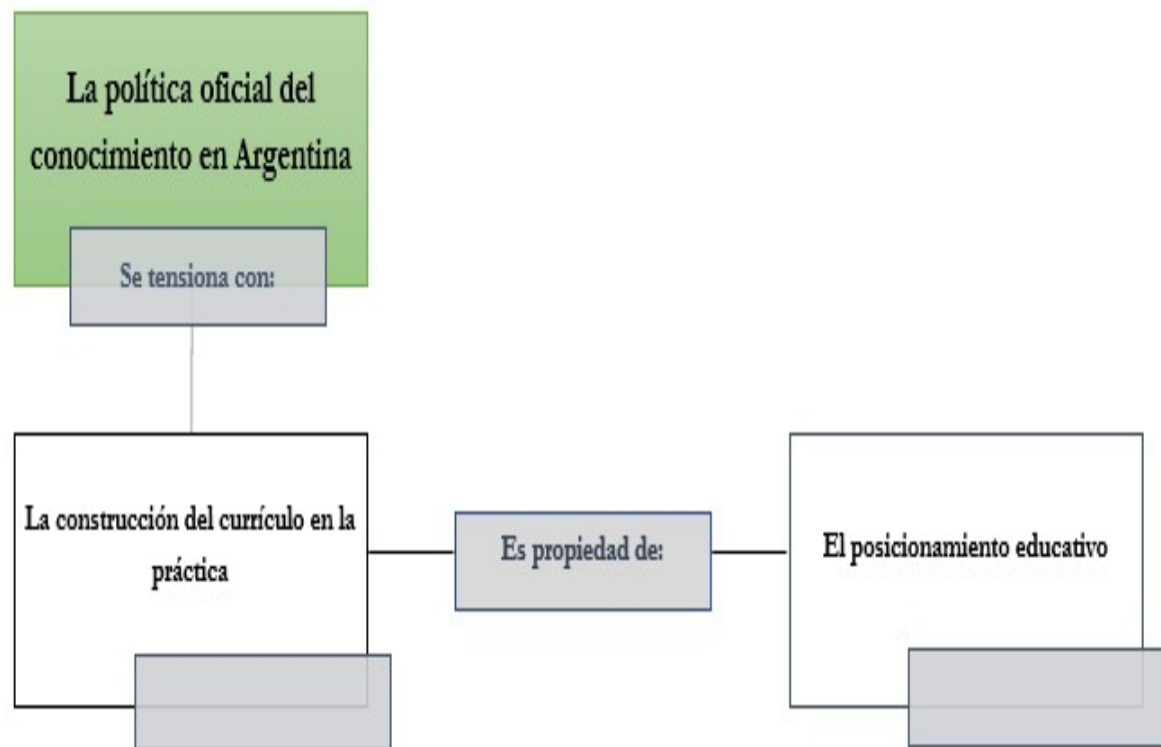 La política oficial del
conocimiento en Argentina
Se tensiona con:
La construcción del currículo en la
práctica
Es propiedad de:
El posicionamiento educativo